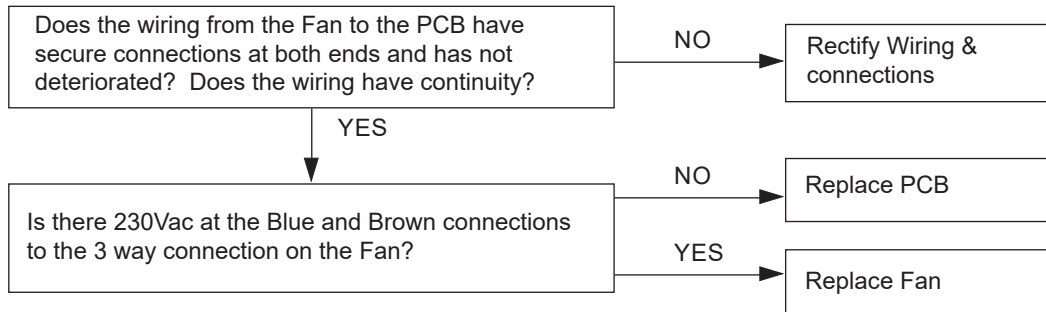 Does the wiring from the Fan to the PCB have
secure connections at both ends and has not
deteriorated?  Does the wiring have continuity?
NO
Rectify Wiring &
connections
YES
Is there 230Vac at the Blue and Brown connections
to the 3 way connection on the Fan?
NO
Replace PCB
YES
Replace Fan